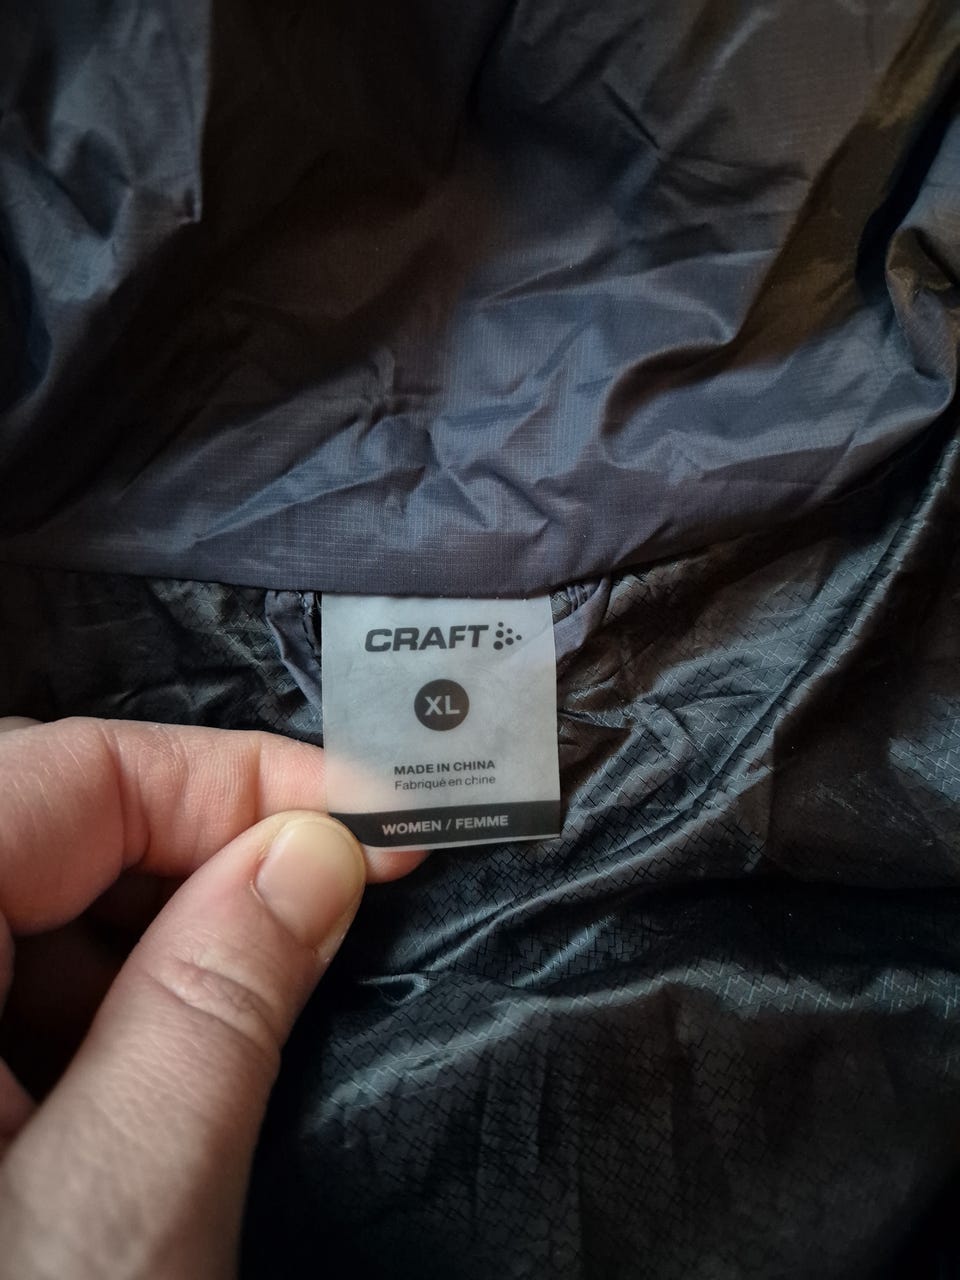 CRAFT
XL
MADE IN CHINA
Fabriqué en chine
WOMEN / FEMME